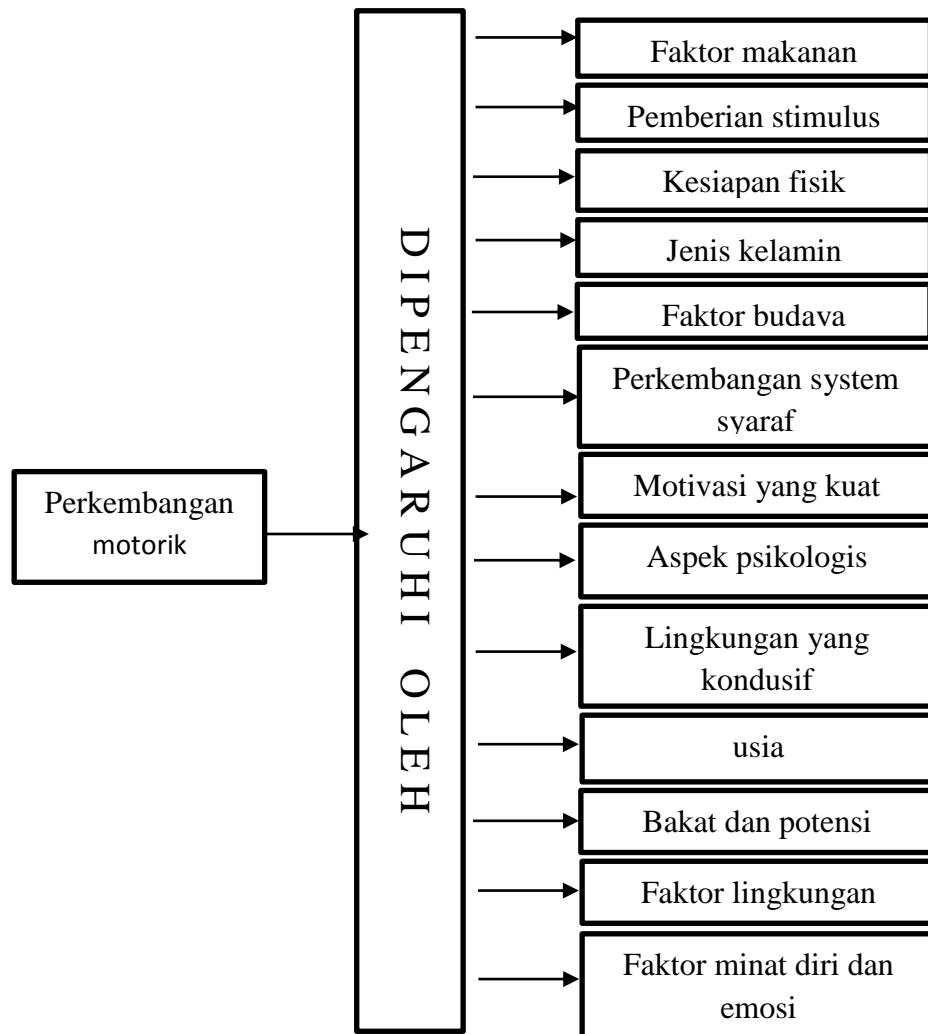 Perkembangan
motorik
DIPENGARUHI OLEH
Faktor makanan
Pemberian stimulus
Kesiapan fisik
Jenis kelamin
Faktor budaya
Perkembangan system
syaraf
Motivasi yang kuat
Aspek psikologis
Lingkungan yang
kondusif
usia
Bakat dan potensi
Faktor lingkungan
Faktor minat diri dan
emosi